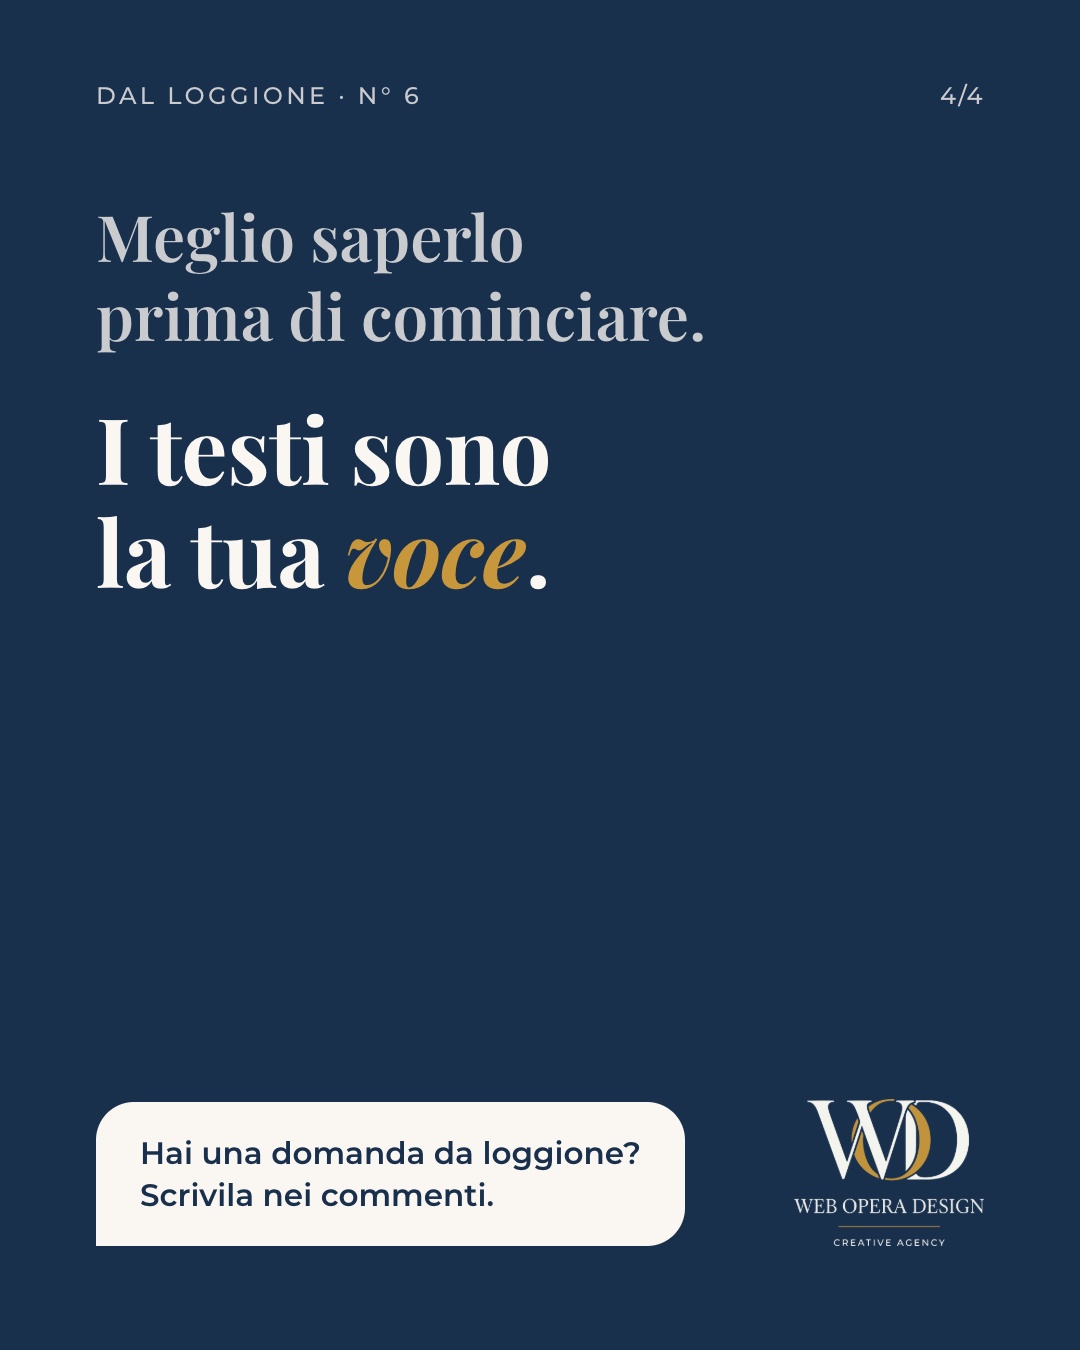 DAL LOGGIONE · N° 6
4/4
Meglio saperlo
prima di cominciare.
I testi sono
la tua voce.
Hai una domanda da loggione?
Scrivila nei commenti.
WOD
WEB OPERA DESIGN
CREATIVE AGENCY